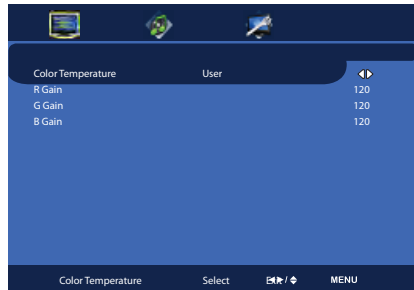 Color Temperature User
R Gain 120
G Gain 120
B Gain 120
Color Temperature Select / MENU